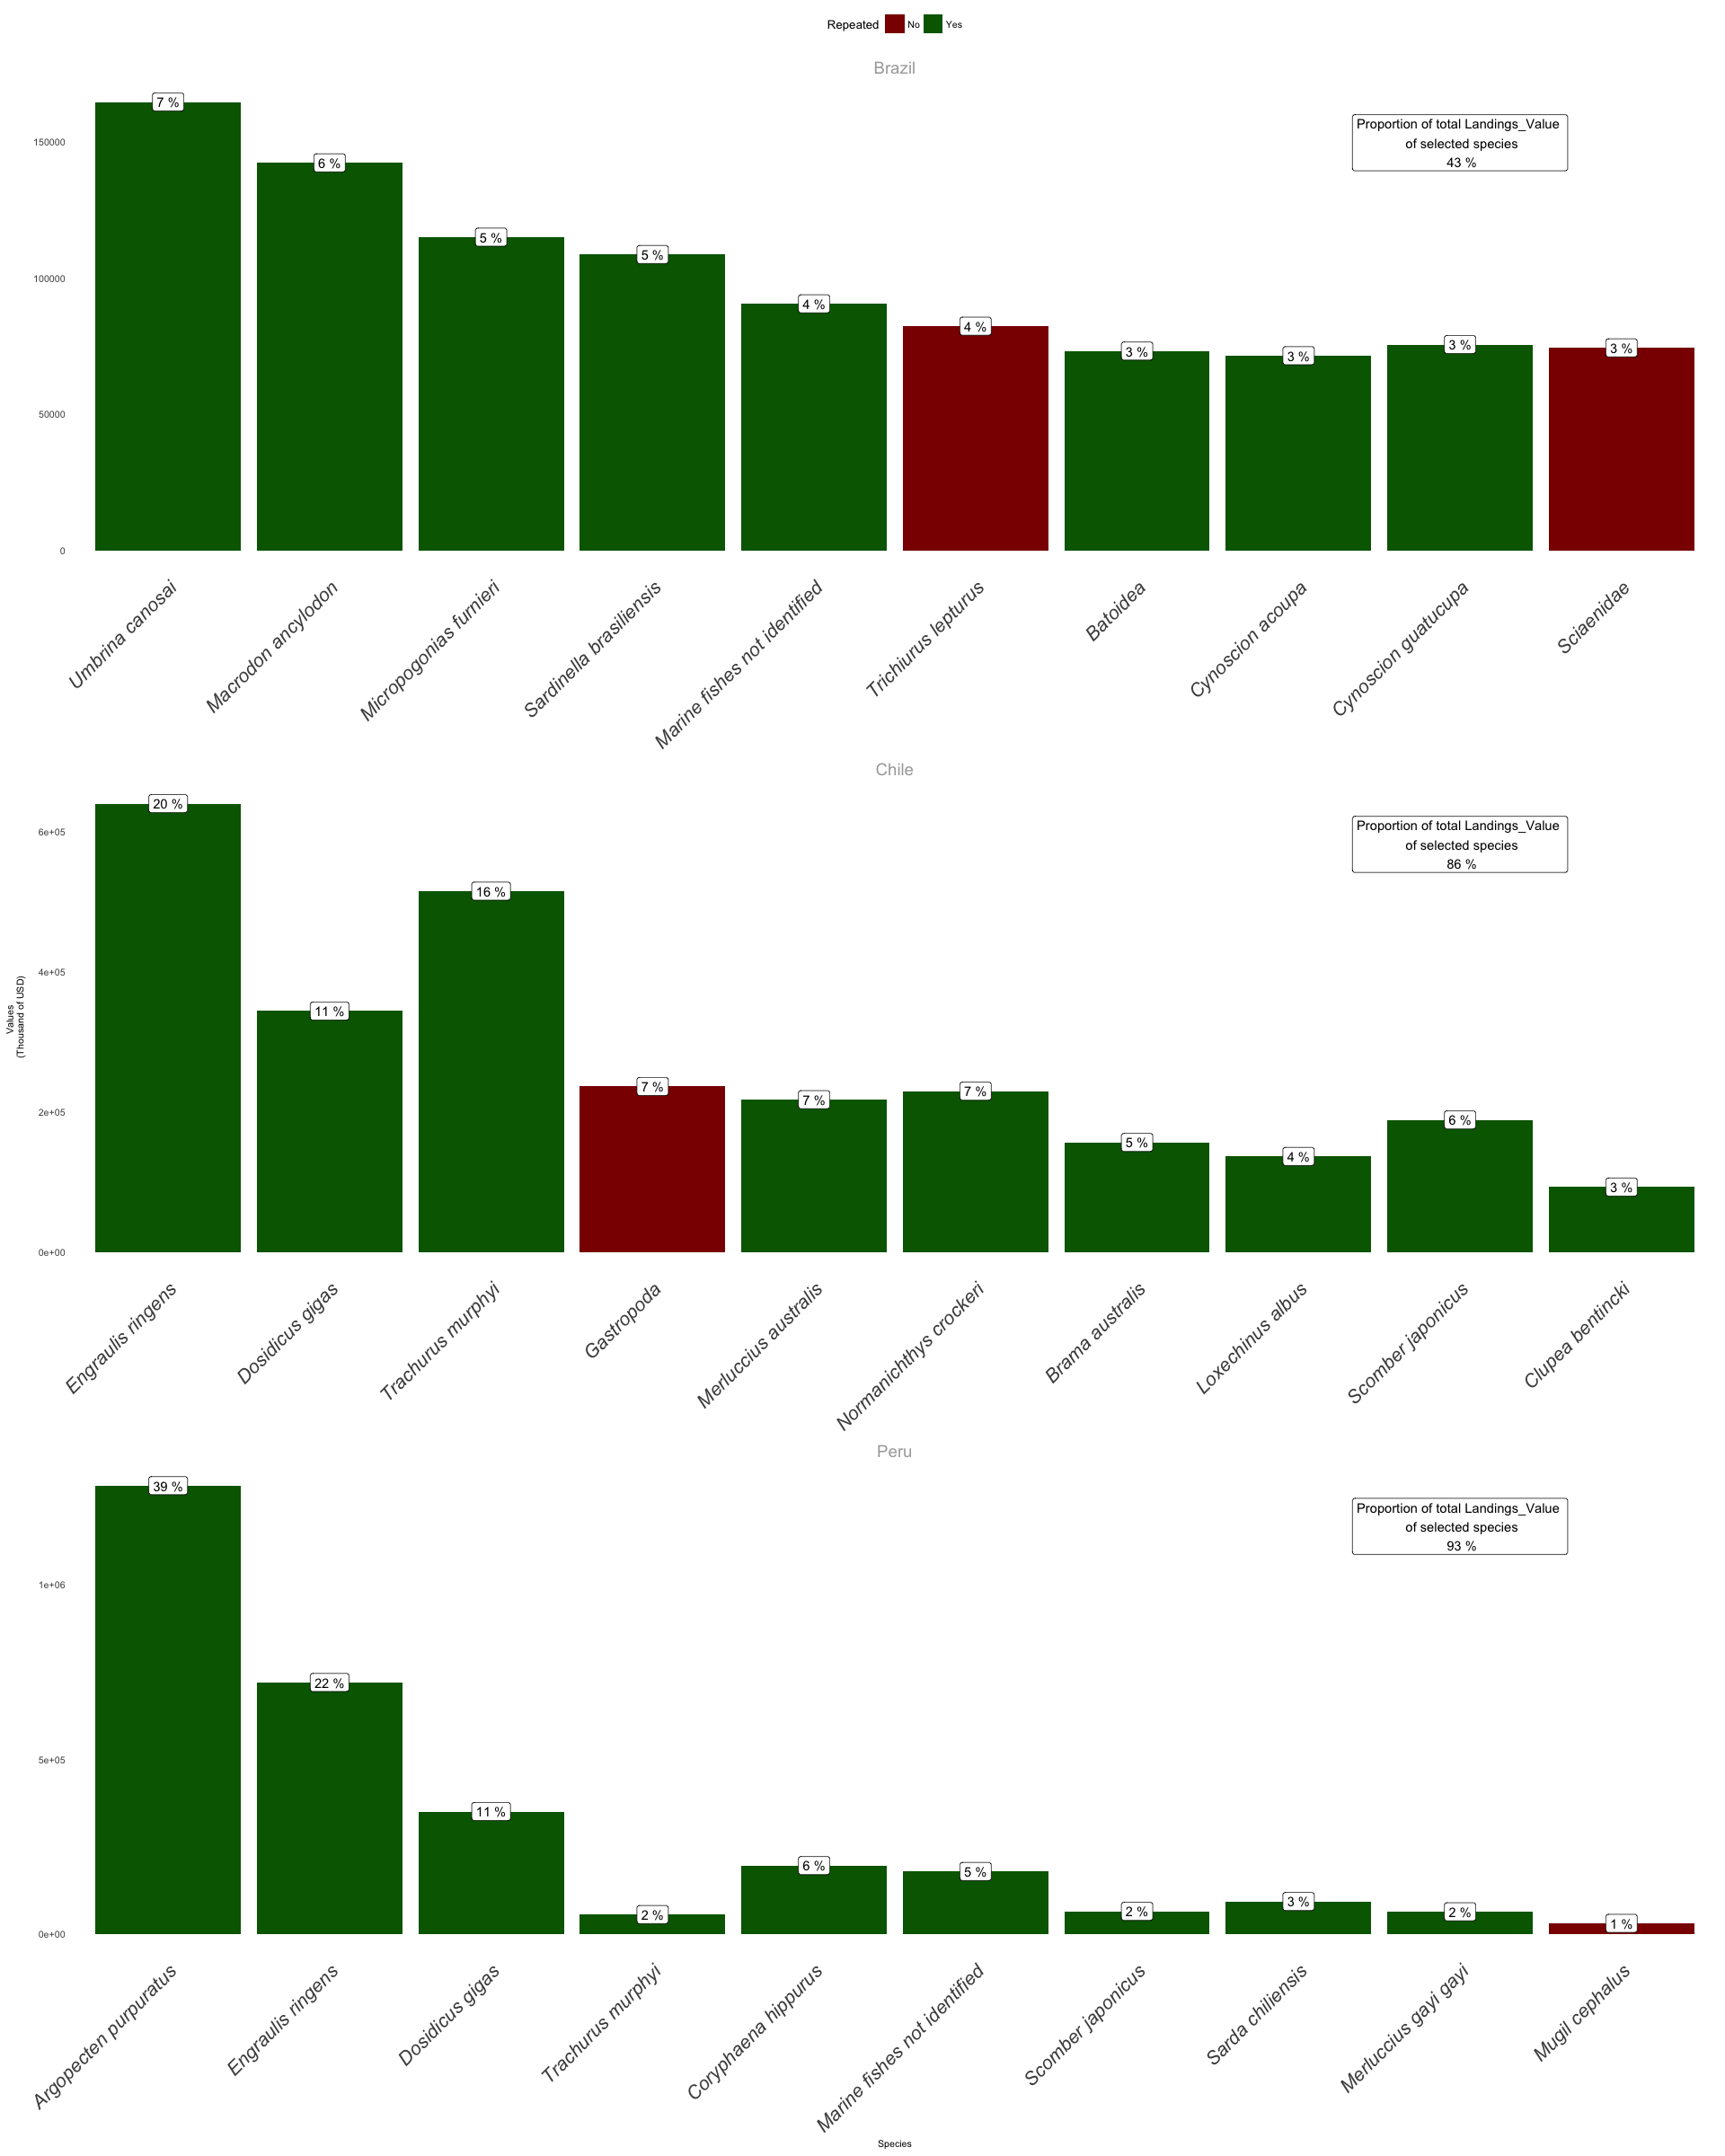 Repeated No Yes
Brazil
Proportion of total Landings_Value
of selected species
43 %
150000
100000
50000
0
7 %
6 %
5 %
5 %
4 %
4 %
3 %
3 %
3 %
3 %
Umbrina canosai
Macrodon ancylodon
Micropogonias furnieri
Sardinella brasiliensis
Marine fishes not identified
Trichiurus lepturus
Batoidea
Cynoscion acoupa
Cynoscion guatucupa
Sciaenidae
Chile
Proportion of total Landings_Value
of selected species
86 %
Values
(Thousand of USD)
6e+05
4e+05
2e+05
0e+00
20 %
11 %
16 %
7 %
7 %
7 %
5 %
4 %
6 %
3 %
Engraulis ringens
Dosidicus gigas
Trachurus murphyi
Gastropoda
Merluccius australis
Normanichthys crockeri
Brama australis
Loxechinus albus
Scomber japonicus
Clupea bentincki
Peru
Proportion of total Landings_Value
of selected species
93 %
1e+06
5e+05
0e+00
39 %
22 %
11 %
2 %
6 %
5 %
2 %
3 %
2 %
1 %
Argopecten purpuratus
Engraulis ringens
Dosidicus gigas
Trachurus murphyi
Coryphaena hippurus
Marine fishes not identified
Scomber japonicus
Sarda chiliensis
Merluccius gayi gayi
Mugil cephalus
Species